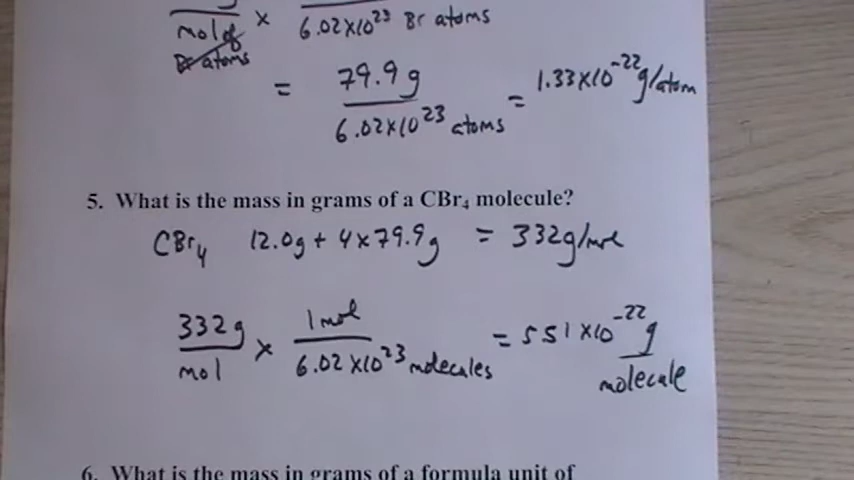 mol of × 6.02×10²³ Br atoms
Br atoms
= 79.9 g / 6.02×10²³ atoms = 1.33×10⁻²² g/atom
5. What is the mass in grams of a CBr₄ molecule?
CBr₄ 12.0g + 4×79.9g = 332g/mol
332g / mol × 1 mol / 6.02×10²³ molecules = 551×10⁻²² g / molecule
6. What is the mass in grams of a formula unit of